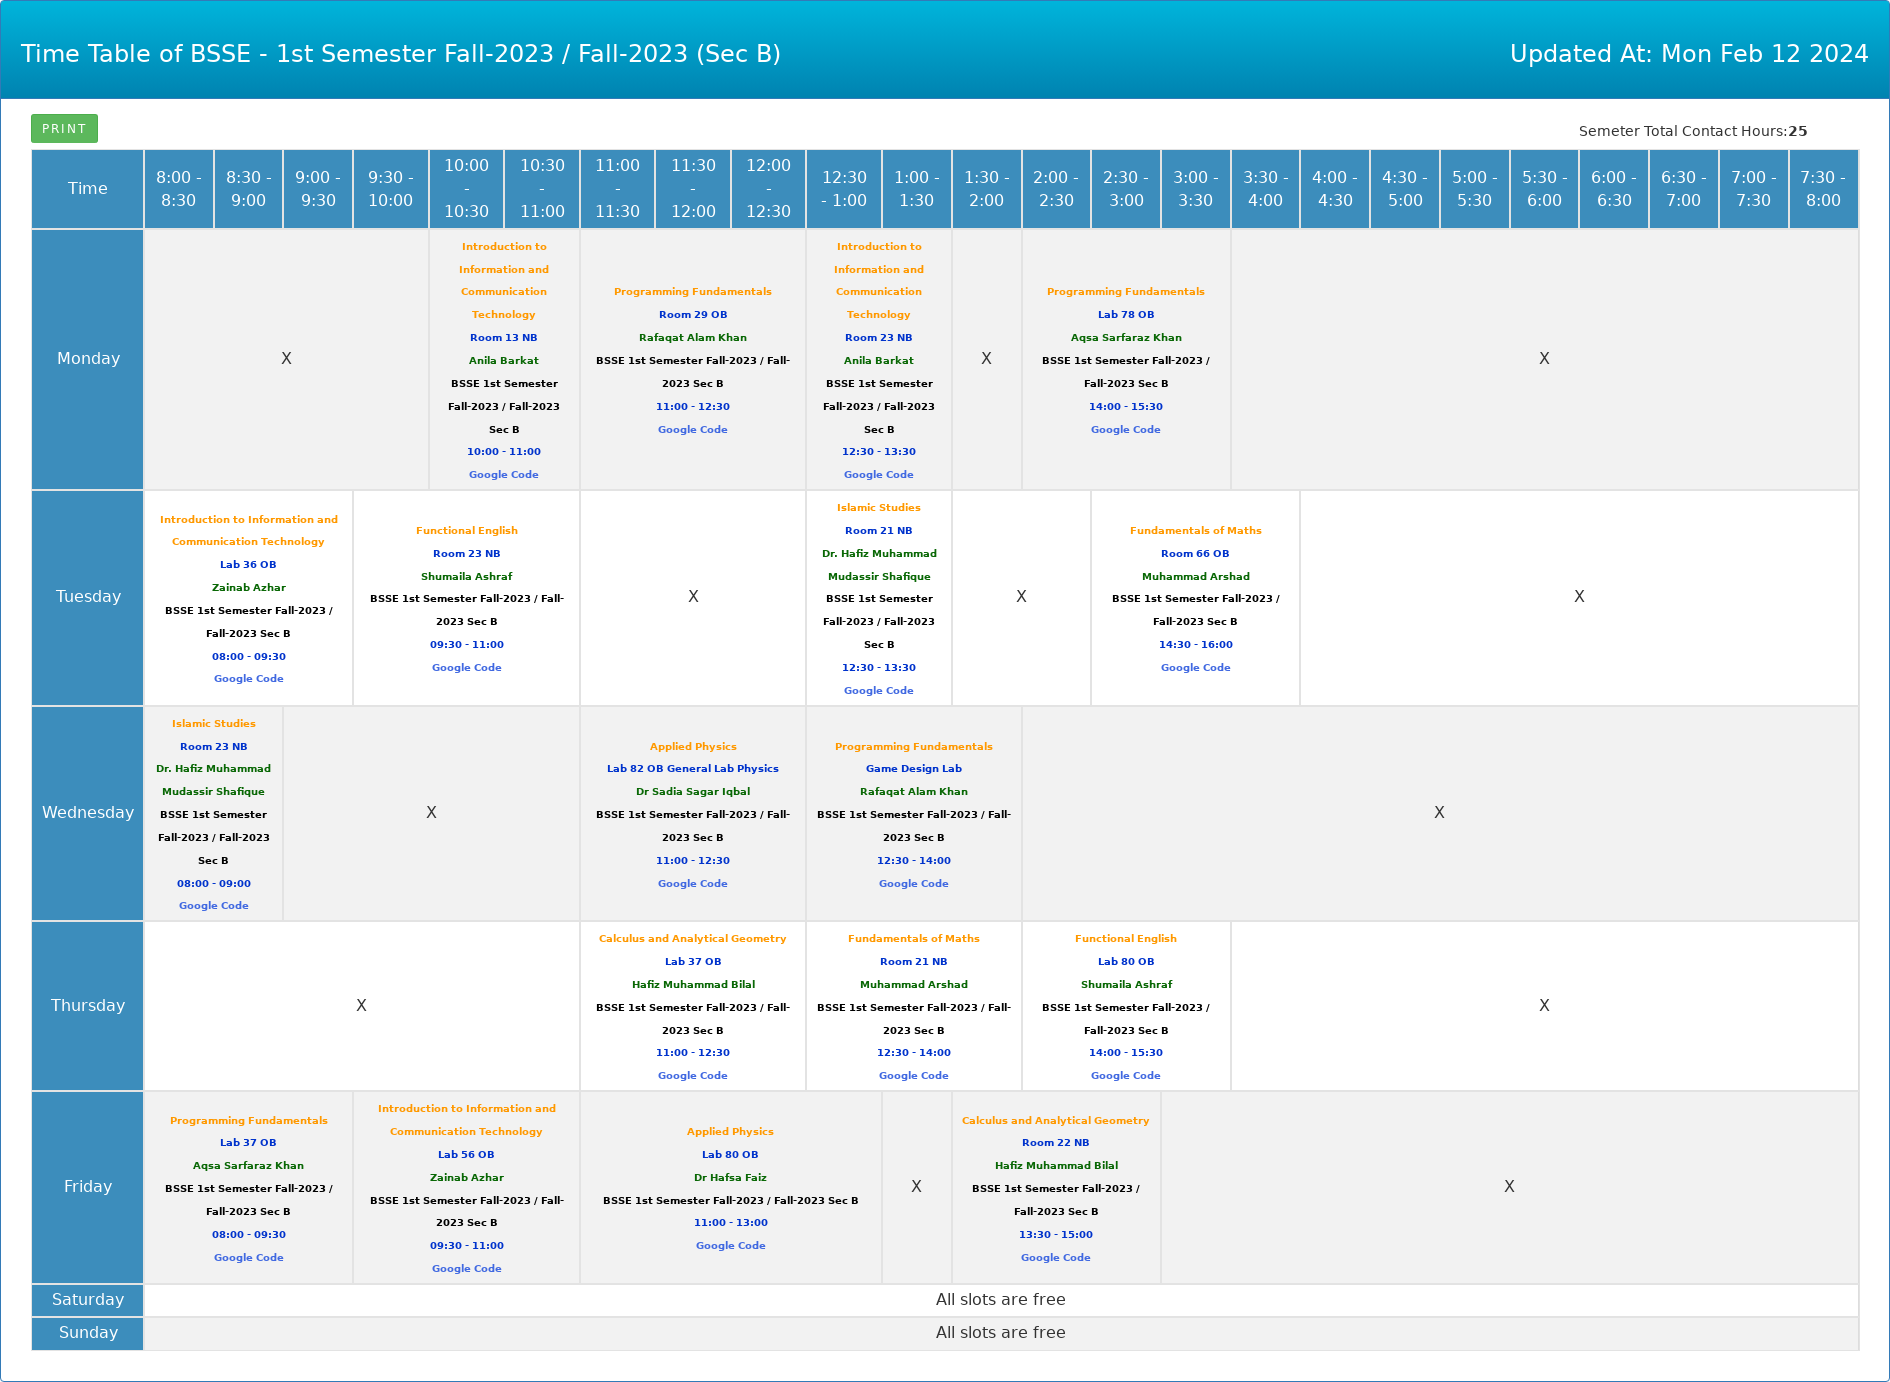 Time Table of BSSE - 1st Semester Fall-2023 / Fall-2023 (Sec B)
Updated At: Mon Feb 12 2024
PRINT
Semeter Total Contact Hours:25
Time
8:00 -
8:30
8:30 -
9:00
9:00 -
9:30
9:30 -
10:00
10:00
-
10:30
10:30
-
11:00
11:00
-
11:30
11:30
-
12:00
12:00
-
12:30
12:30
- 1:00
1:00 -
1:30
1:30 -
2:00
2:00 -
2:30
2:30 -
3:00
3:00 -
3:30
3:30 -
4:00
4:00 -
4:30
4:30 -
5:00
5:00 -
5:30
5:30 -
6:00
6:00 -
6:30
6:30 -
7:00
7:00 -
7:30
7:30 -
8:00
Monday
X
Introduction to
Information and
Communication
Technology
Room 13 NB
Anila Barkat
BSSE 1st Semester
Fall-2023 / Fall-2023
Sec B
10:00 - 11:00
Google Code
Programming Fundamentals
Room 29 OB
Rafaqat Alam Khan
BSSE 1st Semester Fall-2023 / Fall-
2023 Sec B
11:00 - 12:30
Google Code
Introduction to
Information and
Communication
Technology
Room 23 NB
Anila Barkat
BSSE 1st Semester
Fall-2023 / Fall-2023
Sec B
12:30 - 13:30
Google Code
X
Programming Fundamentals
Lab 78 OB
Aqsa Sarfaraz Khan
BSSE 1st Semester Fall-2023 /
Fall-2023 Sec B
14:00 - 15:30
Google Code
X
Tuesday
Introduction to Information and
Communication Technology
Lab 36 OB
Zainab Azhar
BSSE 1st Semester Fall-2023 /
Fall-2023 Sec B
08:00 - 09:30
Google Code
Functional English
Room 23 NB
Shumaila Ashraf
BSSE 1st Semester Fall-2023 / Fall-
2023 Sec B
09:30 - 11:00
Google Code
X
Islamic Studies
Room 21 NB
Dr. Hafiz Muhammad
Mudassir Shafique
BSSE 1st Semester
Fall-2023 / Fall-2023
Sec B
12:30 - 13:30
Google Code
X
Fundamentals of Maths
Room 66 OB
Muhammad Arshad
BSSE 1st Semester Fall-2023 /
Fall-2023 Sec B
14:30 - 16:00
Google Code
X
Wednesday
Islamic Studies
Room 23 NB
Dr. Hafiz Muhammad
Mudassir Shafique
BSSE 1st Semester
Fall-2023 / Fall-2023
Sec B
08:00 - 09:00
Google Code
X
Applied Physics
Lab 82 OB General Lab Physics
Dr Sadia Sagar Iqbal
BSSE 1st Semester Fall-2023 / Fall-
2023 Sec B
11:00 - 12:30
Google Code
Programming Fundamentals
Game Design Lab
Rafaqat Alam Khan
BSSE 1st Semester Fall-2023 / Fall-
2023 Sec B
12:30 - 14:00
Google Code
X
Thursday
X
Calculus and Analytical Geometry
Lab 37 OB
Hafiz Muhammad Bilal
BSSE 1st Semester Fall-2023 / Fall-
2023 Sec B
11:00 - 12:30
Google Code
Fundamentals of Maths
Room 21 NB
Muhammad Arshad
BSSE 1st Semester Fall-2023 / Fall-
2023 Sec B
12:30 - 14:00
Google Code
Functional English
Lab 80 OB
Shumaila Ashraf
BSSE 1st Semester Fall-2023 /
Fall-2023 Sec B
14:00 - 15:30
Google Code
X
Friday
Programming Fundamentals
Lab 37 OB
Aqsa Sarfaraz Khan
BSSE 1st Semester Fall-2023 /
Fall-2023 Sec B
08:00 - 09:30
Google Code
Introduction to Information and
Communication Technology
Lab 56 OB
Zainab Azhar
BSSE 1st Semester Fall-2023 / Fall-
2023 Sec B
09:30 - 11:00
Google Code
Applied Physics
Lab 80 OB
Dr Hafsa Faiz
BSSE 1st Semester Fall-2023 / Fall-2023 Sec B
11:00 - 13:00
Google Code
X
Calculus and Analytical Geometry
Room 22 NB
Hafiz Muhammad Bilal
BSSE 1st Semester Fall-2023 /
Fall-2023 Sec B
13:30 - 15:00
Google Code
X
Saturday
All slots are free
Sunday
All slots are free